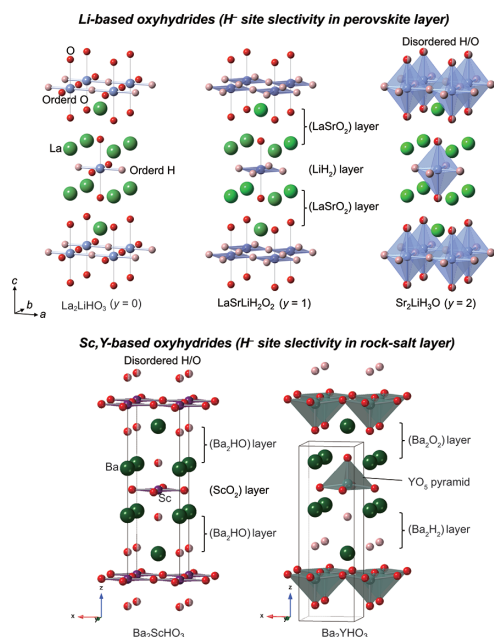 Li-based oxyhydrides (H⁻ site slectivity in perovskite layer)
O
Orderd O
La
Orderd H
(LaSrO₂) layer
(LiH₂) layer
(LaSrO₂) layer
Disordered H/O
c
b
a
La₂LiHO₃ (y = 0)
LaSrLiH₂O₂ (y = 1)
Sr₂LiH₃O (y = 2)
Sc,Y-based oxyhydrides (H⁻ site slectivity in rock-salt layer)
Disordered H/O
(Ba₂HO) layer
Ba
(ScO₂) layer
Sc
(Ba₂HO) layer
(Ba₂O₂) layer
YO₅ pyramid
(Ba₂H₂) layer
z
x
y
z
x
y
Ba₂ScHO₃
Ba₂YHO₃